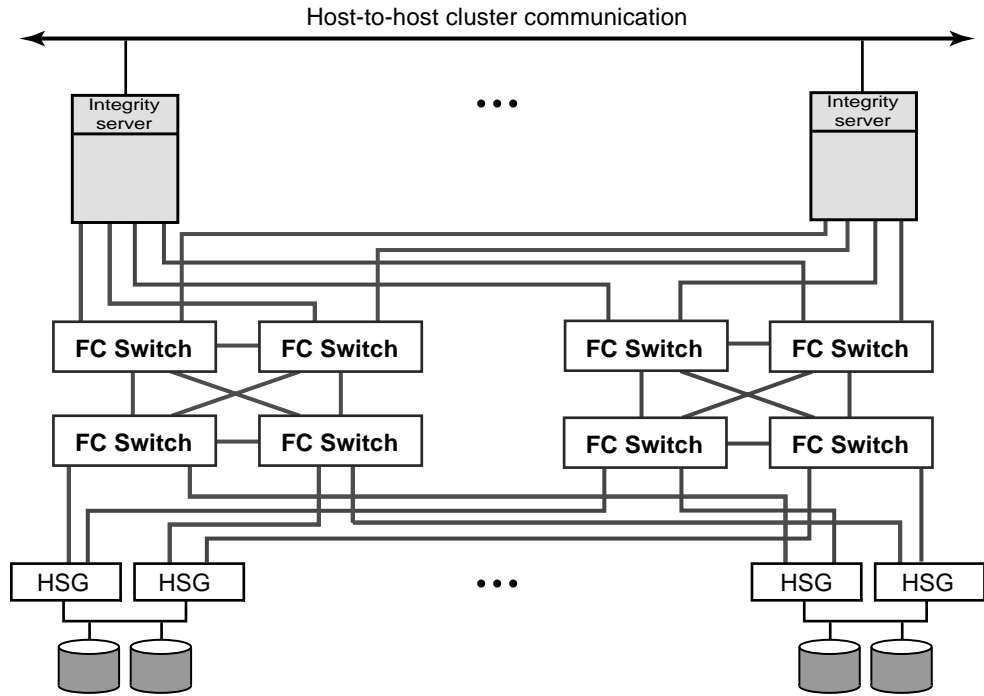 Host-to-host cluster communication
Integrity
server
Integrity
server
FC Switch
FC Switch
FC Switch
FC Switch
FC Switch
FC Switch
FC Switch
FC Switch
HSG
HSG
HSG
HSG